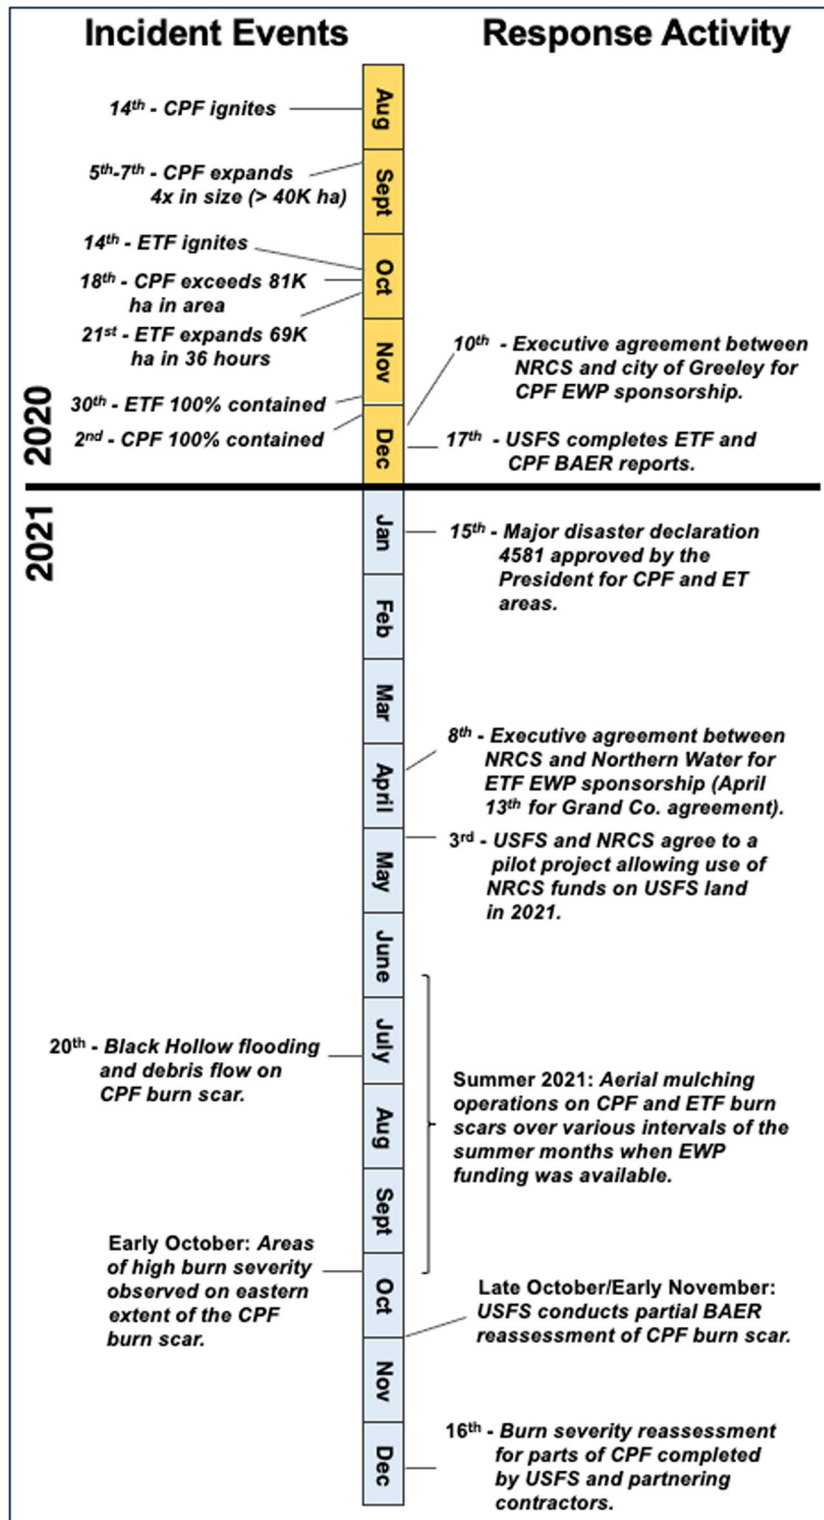 Incident Events
Response Activity
2020
2021
Aug
Sept
Oct
Nov
Dec
Jan
Feb
Mar
April
May
June
July
Aug
Sept
Oct
Nov
Dec
14th - CPF ignites
5th-7th - CPF expands
4x in size (> 40K ha)
14th - ETF ignites
18th - CPF exceeds 81K
ha in area
21st - ETF expands 69K
ha in 36 hours
30th - ETF 100% contained
2nd - CPF 100% contained
10th - Executive agreement between
NRCS and city of Greeley for
CPF EWP sponsorship.
17th - USFS completes ETF and
CPF BAER reports.
15th - Major disaster declaration
4581 approved by the
President for CPF and ET
areas.
8th - Executive agreement between
NRCS and Northern Water for
ETF EWP sponsorship (April
13th for Grand Co. agreement).
3rd - USFS and NRCS agree to a
pilot project allowing use of
NRCS funds on USFS land
in 2021.
20th - Black Hollow flooding
and debris flow on
CPF burn scar.
Summer 2021: Aerial mulching
operations on CPF and ETF burn
scars over various intervals of the
summer months when EWP
funding was available.
Early October: Areas
of high burn severity
observed on eastern
extent of the CPF
burn scar.
Late October/Early November:
USFS conducts partial BAER
reassessment of CPF burn scar.
16th - Burn severity reassessment
for parts of CPF completed
by USFS and partnering
contractors.